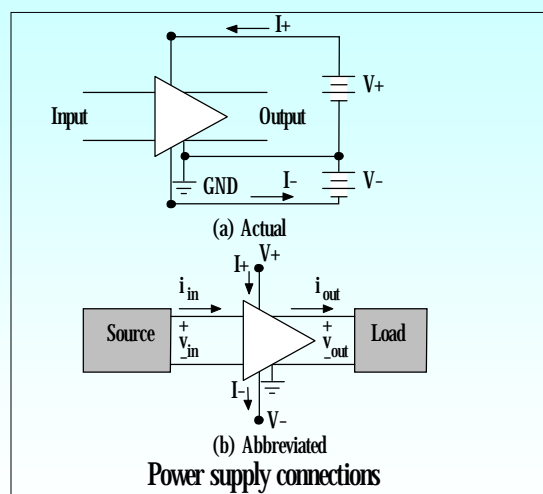 I+
V+
Input
Output
GND
I−
V−
(a) Actual
V+
I+
i in
i out
Source
+
v in
−
+
v out
−
Load
I−
V−
(b) Abbreviated
Power supply connections